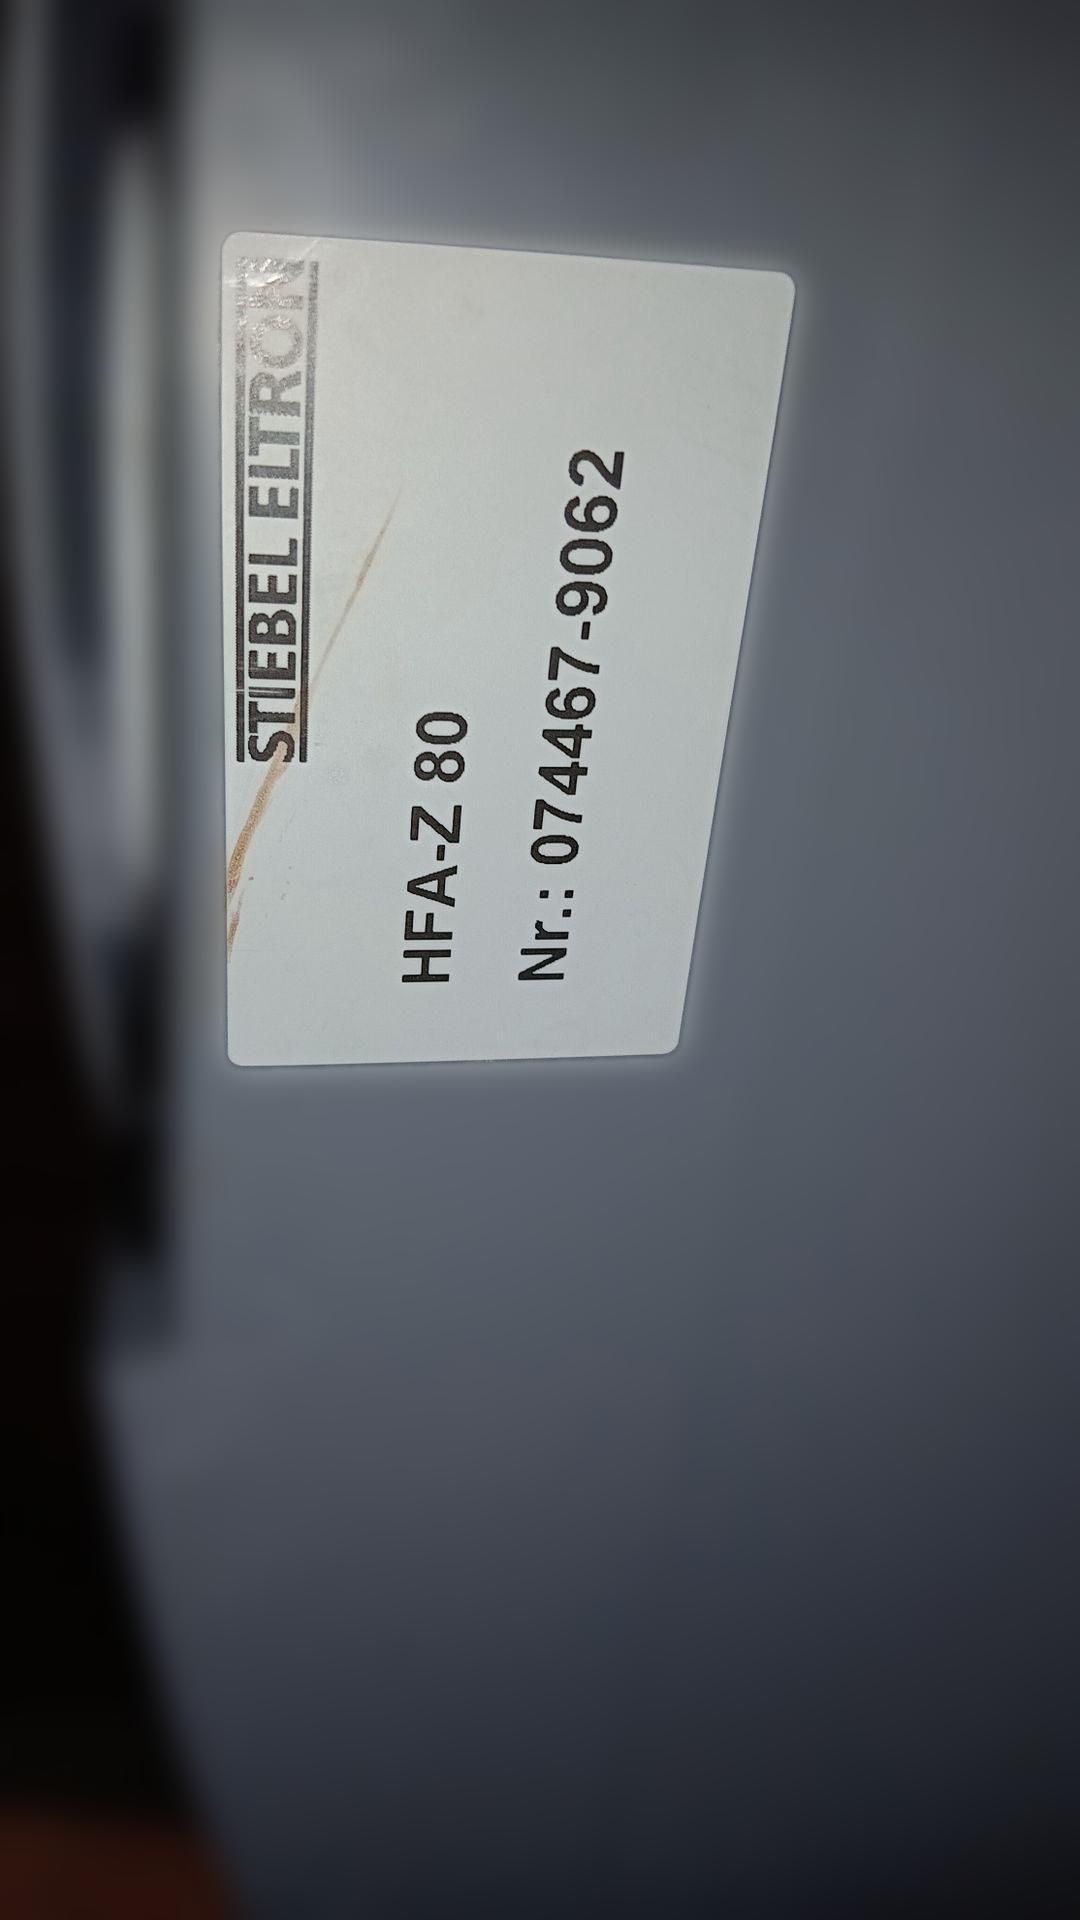 STIEBEL ELTRON
HFA-Z 80
Nr.: 074467-9062